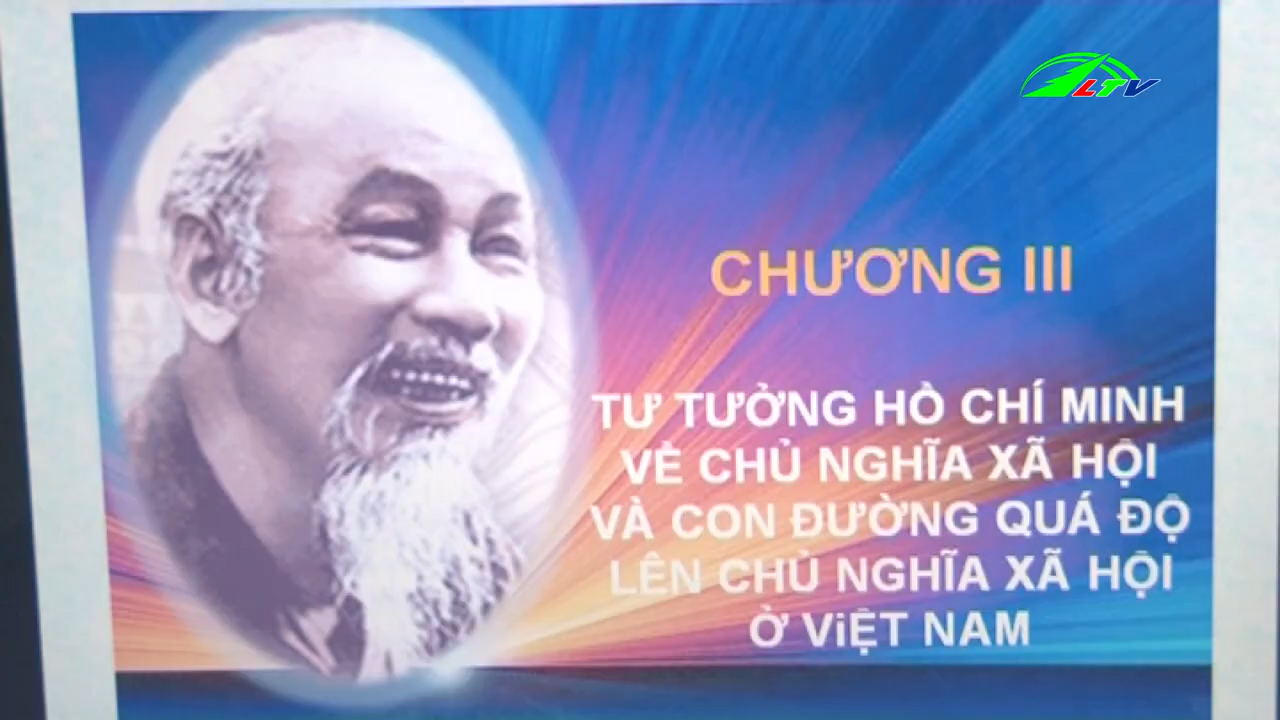 LTV
CHƯƠNG III
TƯ TƯỞNG HỒ CHÍ MINH
VỀ CHỦ NGHĨA XÃ HỘI
VÀ CON ĐƯỜNG QUÁ ĐỘ
LÊN CHỦ NGHĨA XÃ HỘI
Ở ViỆT NAM